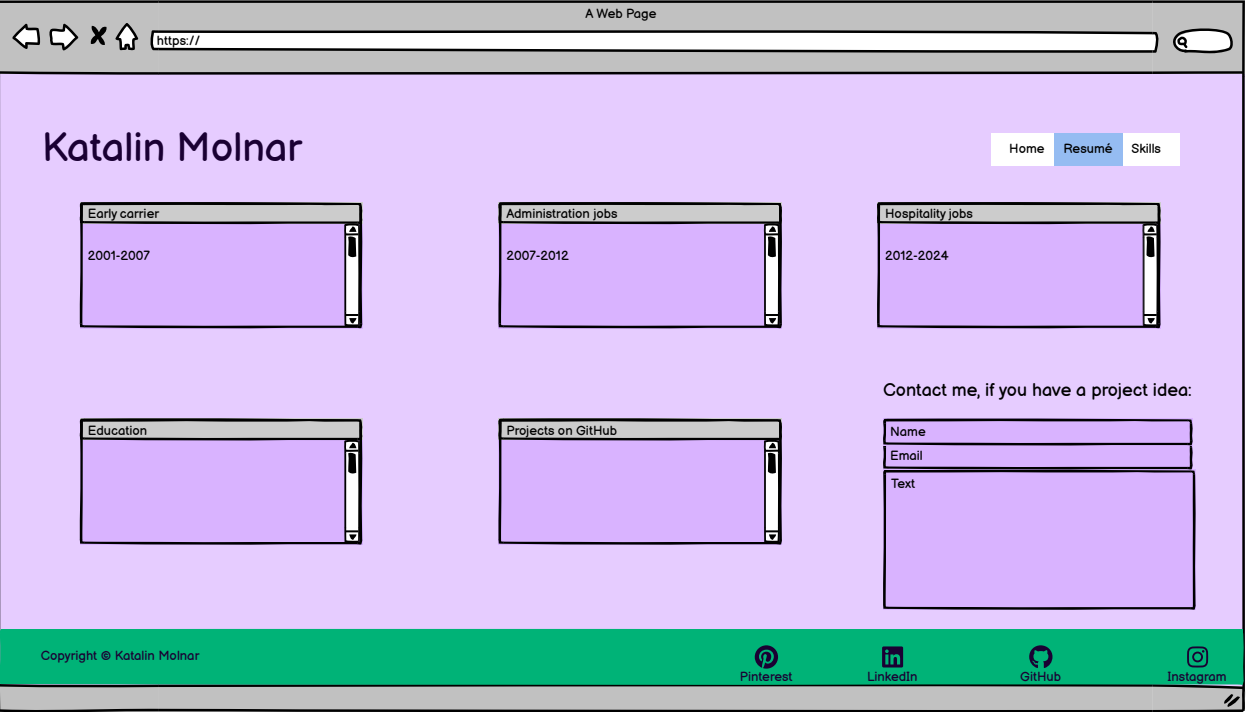 A Web Page
https://
Katalin Molnar
Home Resumé Skills
Early carrier
2001-2007
Administration jobs
2007-2012
Hospitality jobs
2012-2024
Education
Projects on GitHub
Contact me, if you have a project idea:
Name
Email
Text
Copyright © Katalin Molnar
Pinterest
LinkedIn
GitHub
Instagram